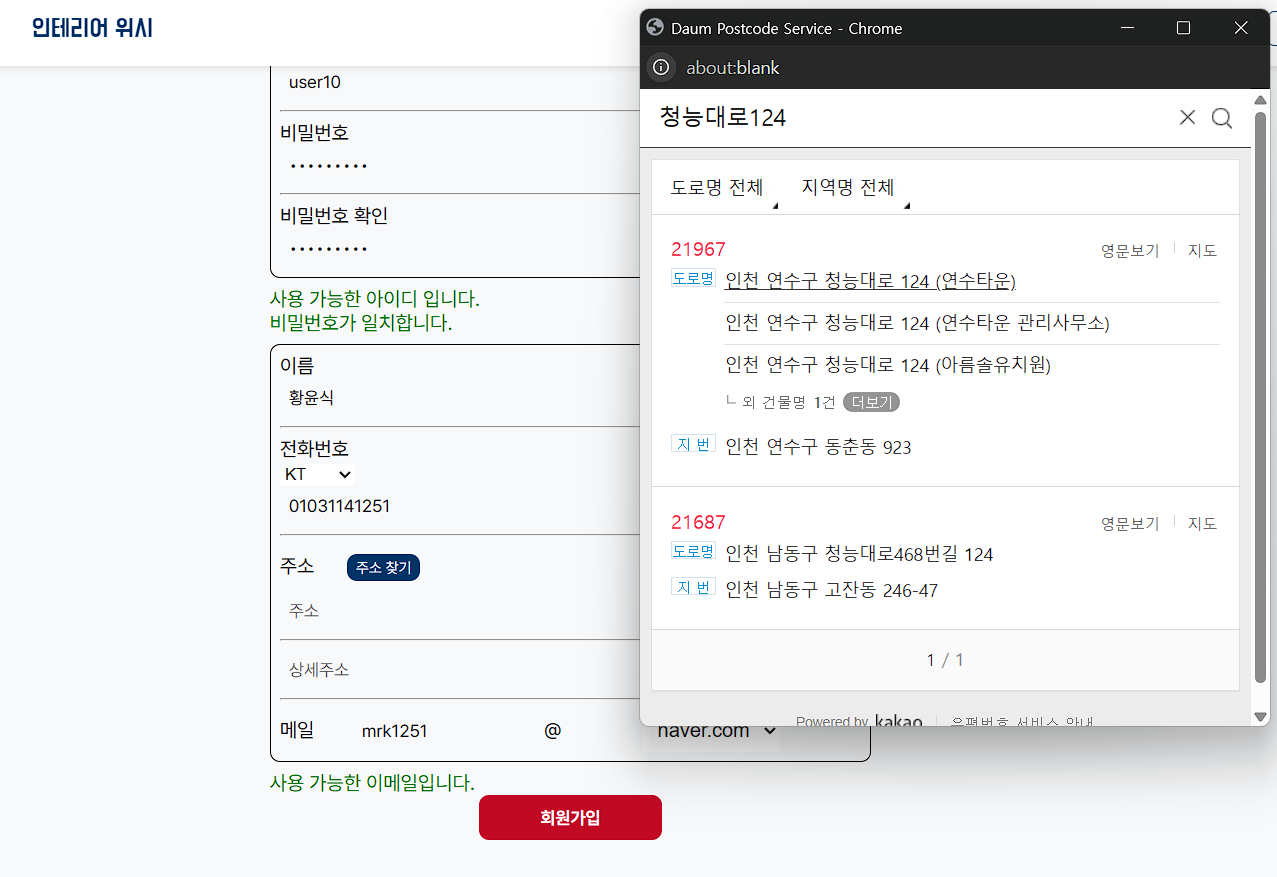 인테리어 위시
user10
비밀번호
•••••••••
비밀번호 확인
•••••••••
사용 가능한 아이디 입니다.
비밀번호가 일치합니다.
이름
황윤식
전화번호
KT
01031141251
주소 주소 찾기
주소
상세주소
메일 mrk1251 @ naver.com
사용 가능한 이메일입니다.
회원가입
Daum Postcode Service - Chrome
about:blank
청능대로124
도로명 전체 지역명 전체
21967 영문보기 지도
도로명 인천 연수구 청능대로 124 (연수타운)
인천 연수구 청능대로 124 (연수타운 관리사무소)
인천 연수구 청능대로 124 (아름솔유치원)
└ 외 건물명 1건 더보기
지 번 인천 연수구 동춘동 923
21687 영문보기 지도
도로명 인천 남동구 청능대로468번길 124
지 번 인천 남동구 고잔동 246-47
1 / 1
Powered by kakao 우편번호 서비스 안내